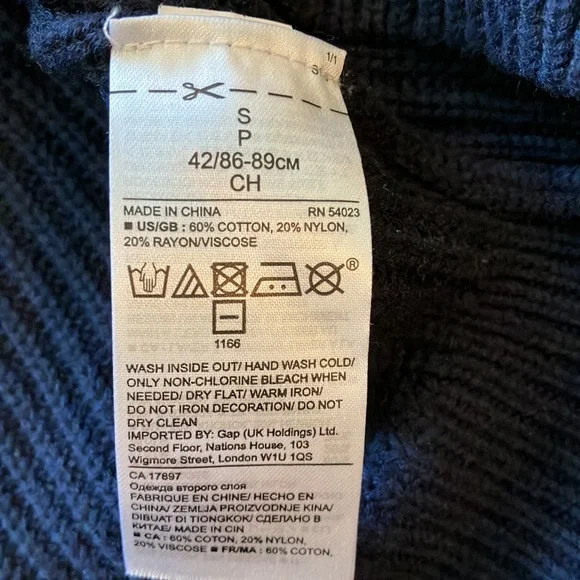 1/1
S
P
42/86-89CM
CH
MADE IN CHINA RN 54023
■ US/GB : 60% COTTON, 20% NYLON,
20% RAYON/VISCOSE
®
1166
WASH INSIDE OUT/ HAND WASH COLD/
ONLY NON-CHLORINE BLEACH WHEN
NEEDED/ DRY FLAT/ WARM IRON/
DO NOT IRON DECORATION/ DO NOT
DRY CLEAN
IMPORTED BY: Gap (UK Holdings) Ltd.
Second Floor, Nations House, 103
Wigmore Street, London W1U 1QS
CA 17897
Одежда второго слоя
FABRIQUE EN CHINE/ HECHO EN
CHINA/ ZEMLJA PROIZVODNJE KINA/
DIBUAT DI TIONGKOK/ СДЕЛАНО В
КИТАЕ/ MADE IN CIN
■ CA : 60% COTON, 20% NYLON,
20% VISCOSE ■ FR/MA : 60% COTON,